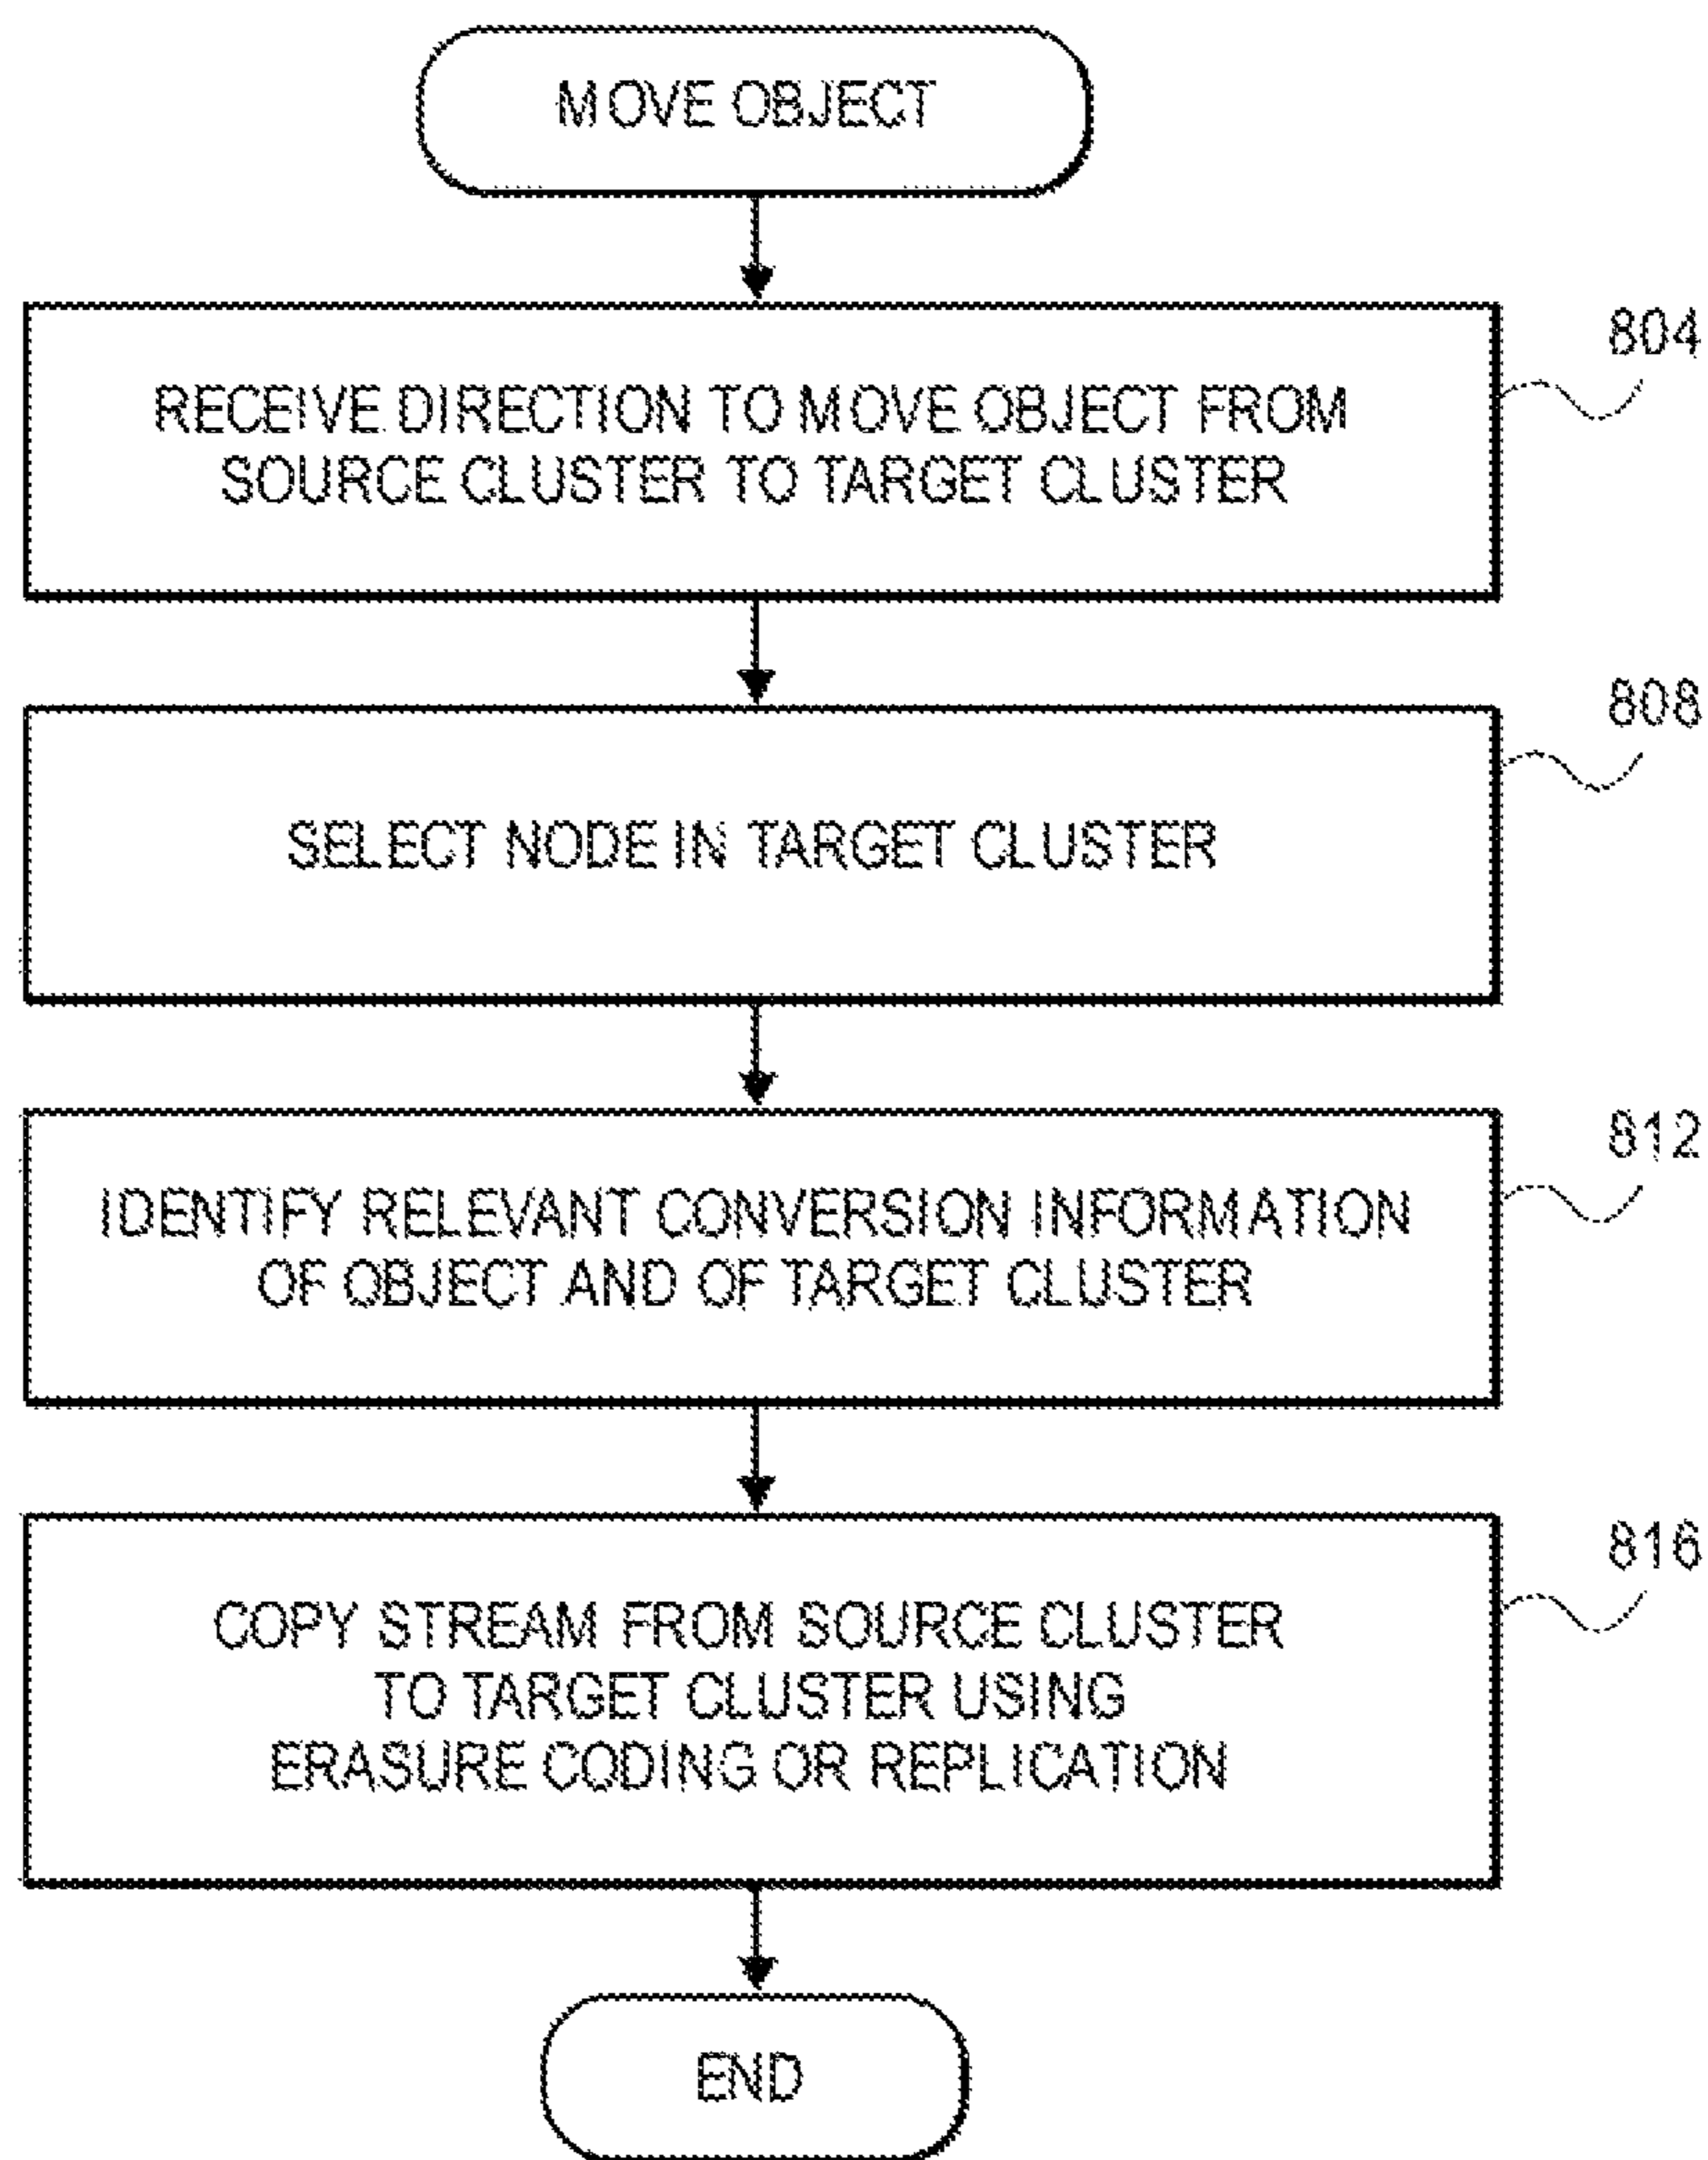 MOVE OBJECT
804
RECEIVE DIRECTION TO MOVE OBJECT FROM
SOURCE CLUSTER TO TARGET CLUSTER
808
SELECT NODE IN TARGET CLUSTER
812
IDENTIFY RELEVANT CONVERSION INFORMATION
OF OBJECT AND OF TARGET CLUSTER
816
COPY STREAM FROM SOURCE CLUSTER
TO TARGET CLUSTER USING
ERASURE CODING OR REPLICATION
END